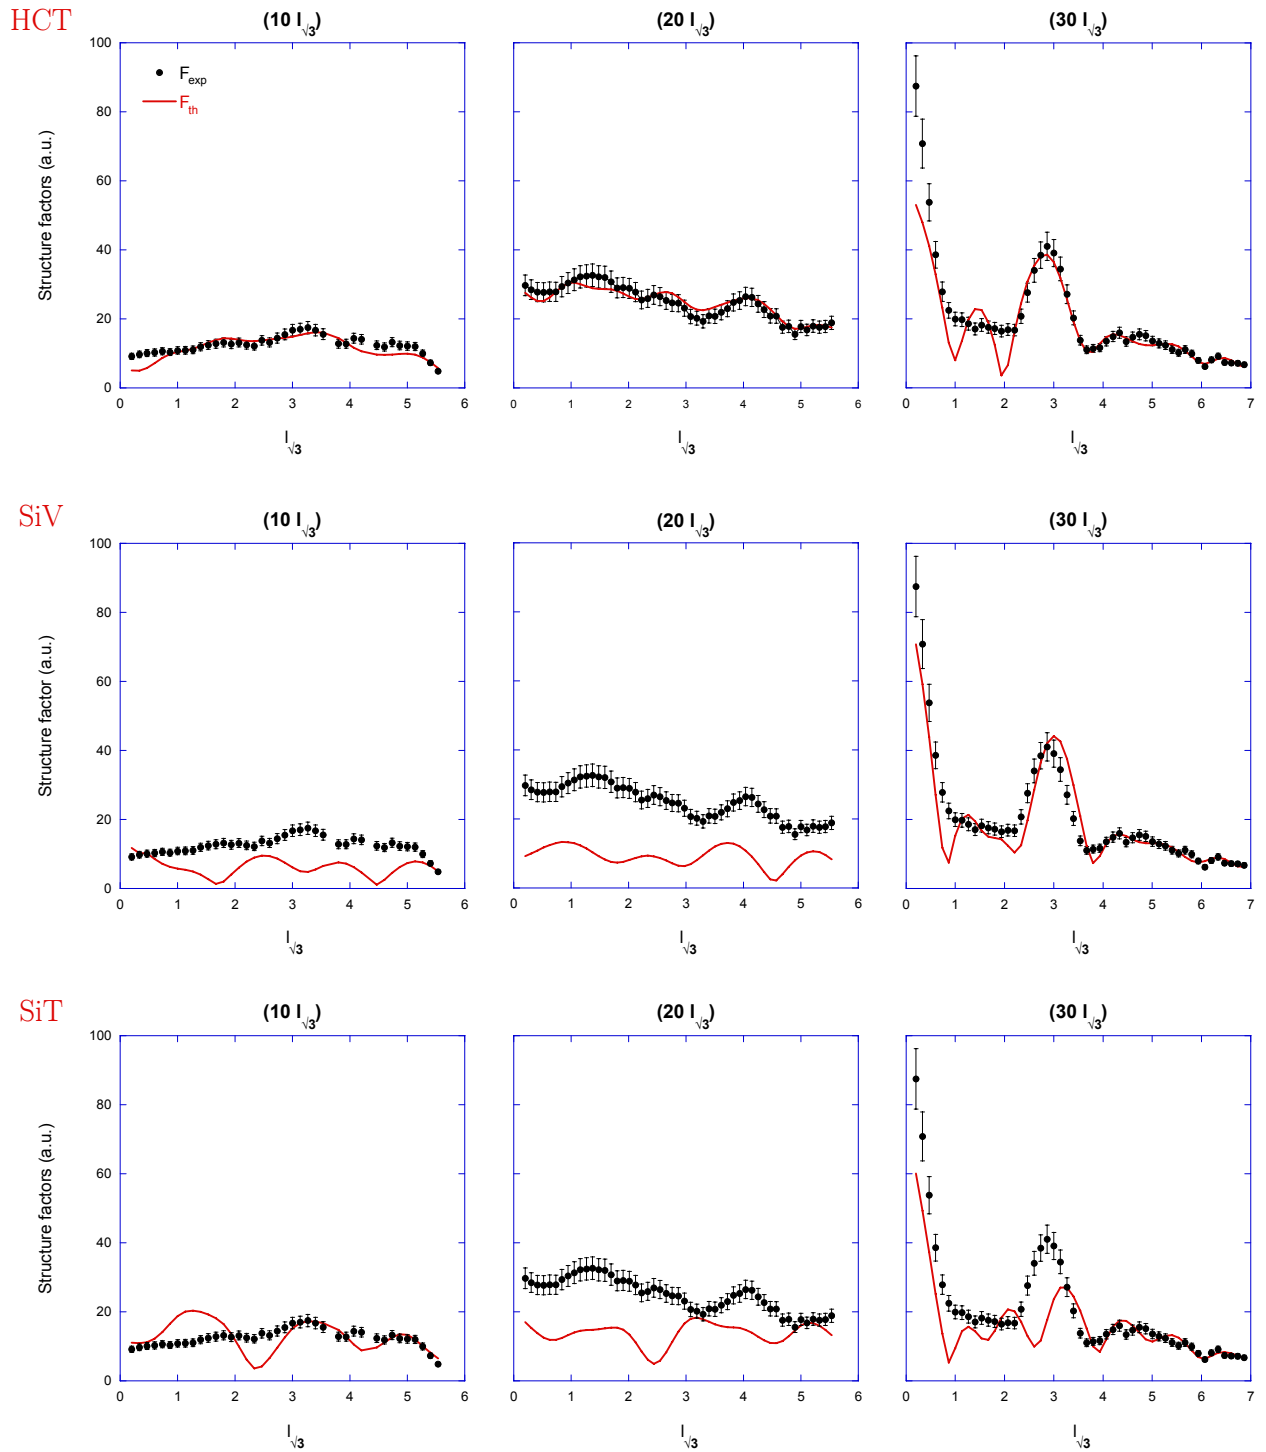 HCT
(10 l√3) (20 l√3) (30 l√3)
Structure factors (a.u.)
100
80
60
40
20
0
F_exp
F_th
0 1 2 3 4 5 6
0 1 2 3 4 5 6
0 1 2 3 4 5 6 7
l√3 l√3 l√3
SiV
(10 l√3) (20 l√3) (30 l√3)
Structure factor (a.u.)
100
80
60
40
20
0
0 1 2 3 4 5 6
0 1 2 3 4 5 6
0 1 2 3 4 5 6 7
l√3 l√3 l√3
SiT
(10 l√3) (20 l√3) (30 l√3)
Structure factors (a.u.)
100
80
60
40
20
0
0 1 2 3 4 5 6
0 1 2 3 4 5 6
0 1 2 3 4 5 6 7
l√3 l√3 l√3